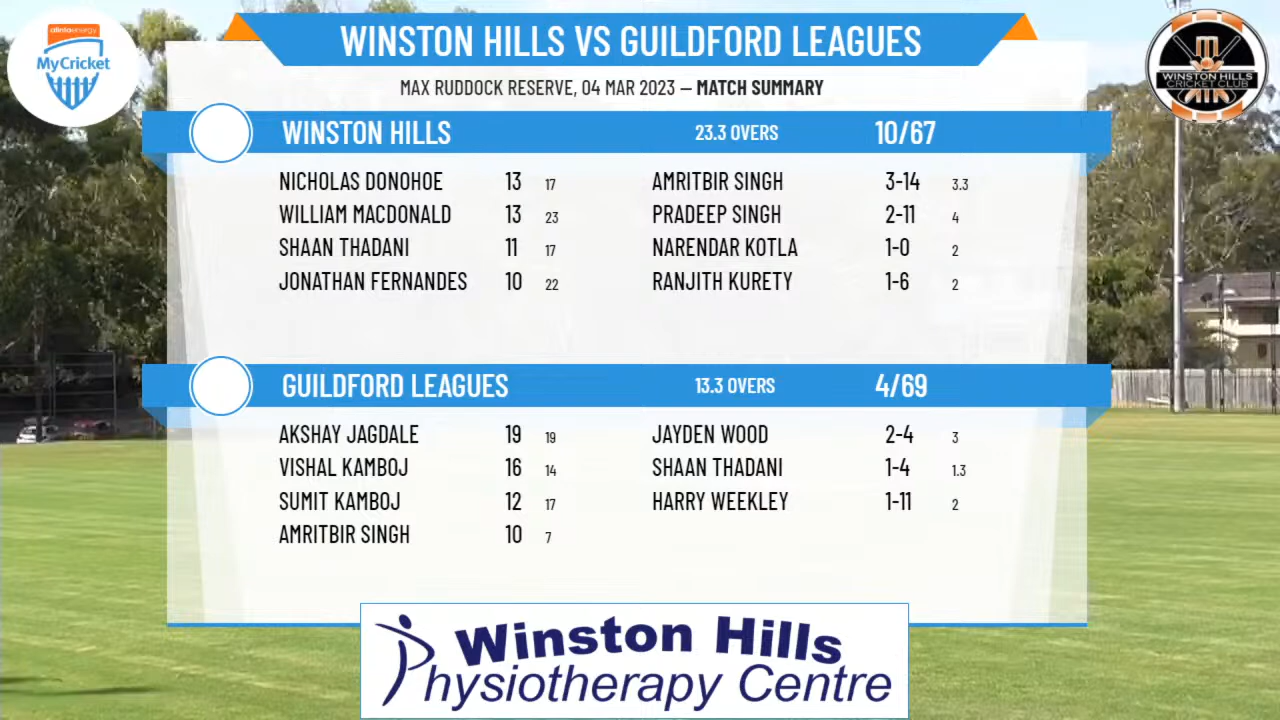 alintaenergy
MyCricket
WINSTON HILLS VS GUILDFORD LEAGUES
WINSTON HILLS
CRICKET CLUB
MAX RUDDOCK RESERVE, 04 MAR 2023 – MATCH SUMMARY
WINSTON HILLS 23.3 OVERS 10/67
NICHOLAS DONOHOE 13 17 AMRITBIR SINGH 3-14 3.3
WILLIAM MACDONALD 13 23 PRADEEP SINGH 2-11 4
SHAAN THADANI 11 17 NARENDAR KOTLA 1-0 2
JONATHAN FERNANDES 10 22 RANJITH KURETY 1-6 2
GUILDFORD LEAGUES 13.3 OVERS 4/69
AKSHAY JAGDALE 19 19 JAYDEN WOOD 2-4 3
VISHAL KAMBOJ 16 14 SHAAN THADANI 1-4 1.3
SUMIT KAMBOJ 12 17 HARRY WEEKLEY 1-11 2
AMRITBIR SINGH 10 7
Winston Hills
Physiotherapy Centre